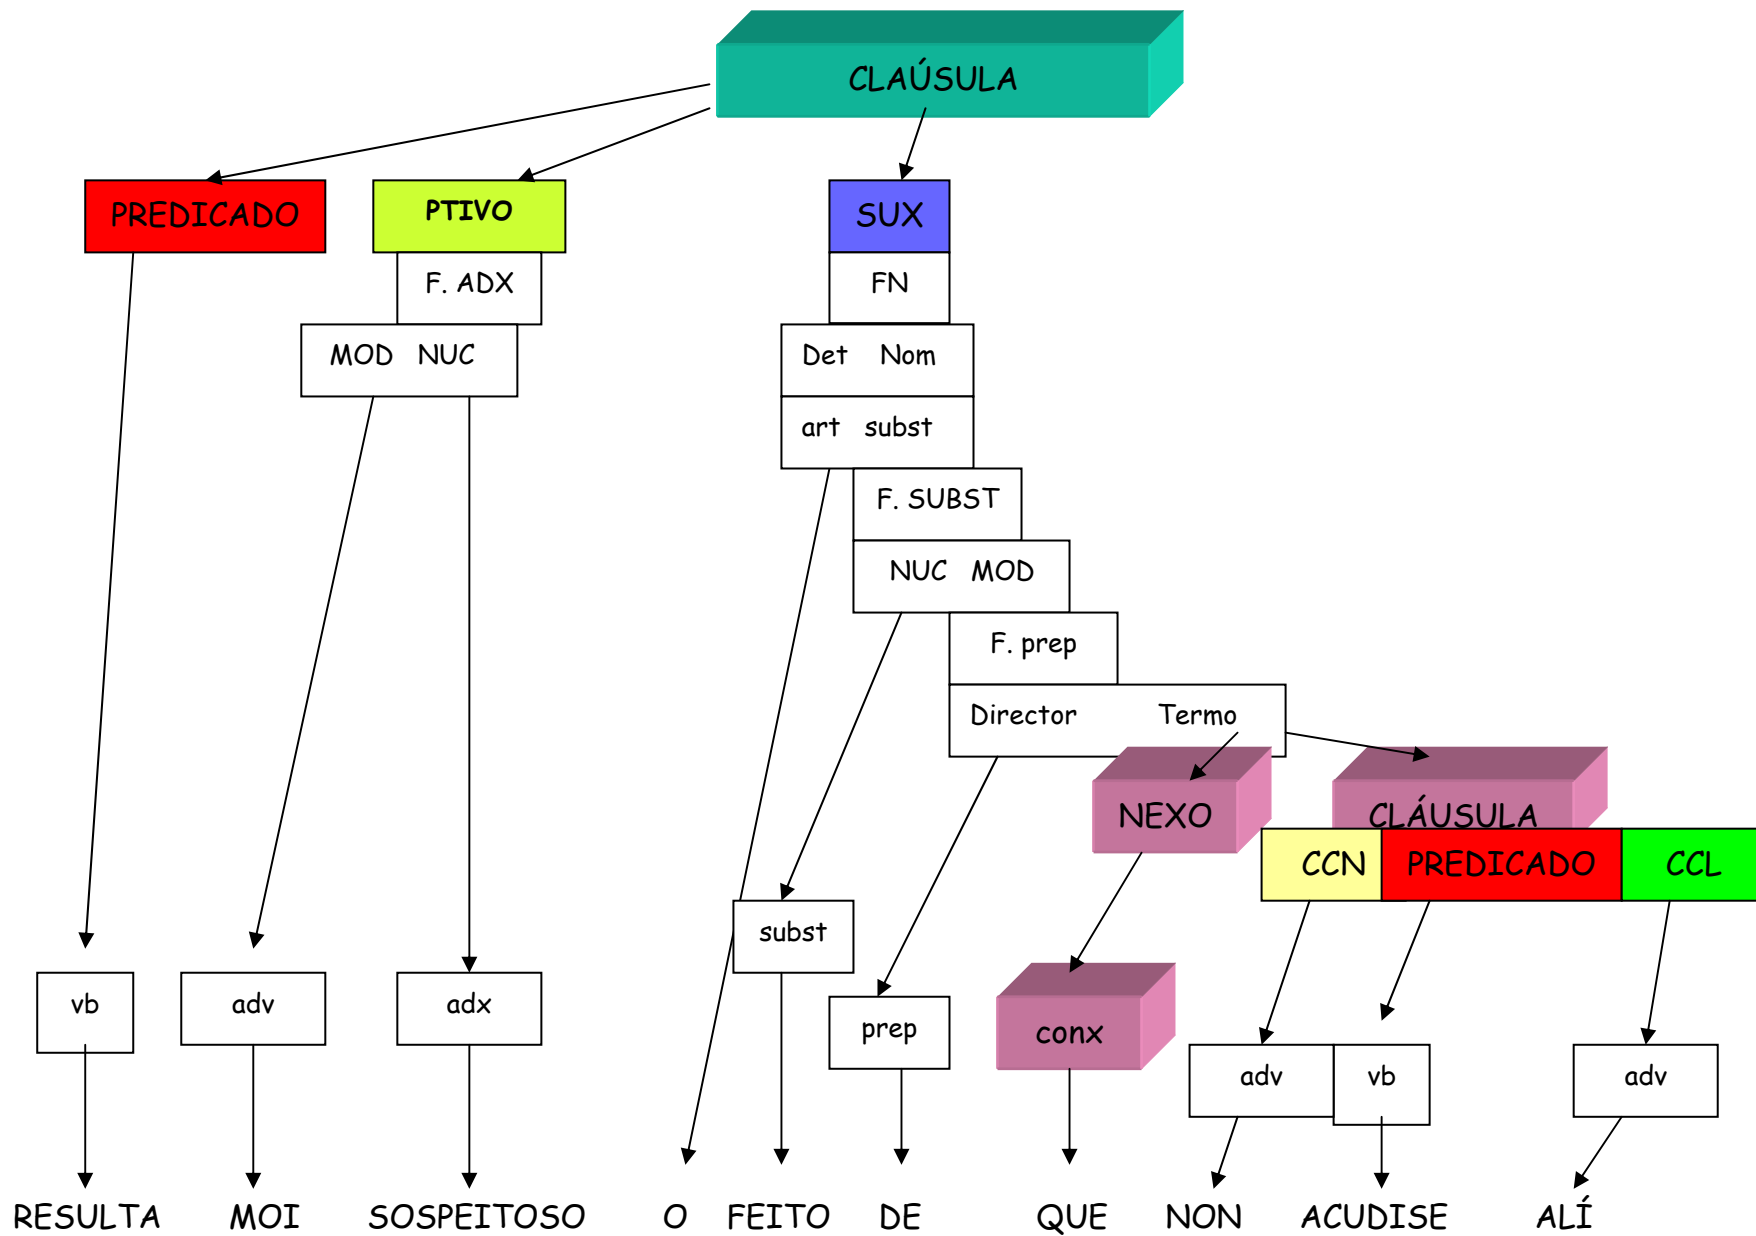 CLAÚSULA
PREDICADO PTIVO SUX
F. ADX FN
MOD NUC Det Nom
art subst
F. SUBST
NUC MOD
F. prep
Director Termo
NEXO CLÁUSULA
CCN PREDICADO CCL
subst
vb adv adx prep conx
adv vb adv
RESULTA MOI SOSPEITOSO O FEITO DE QUE NON ACUDISE ALÍ